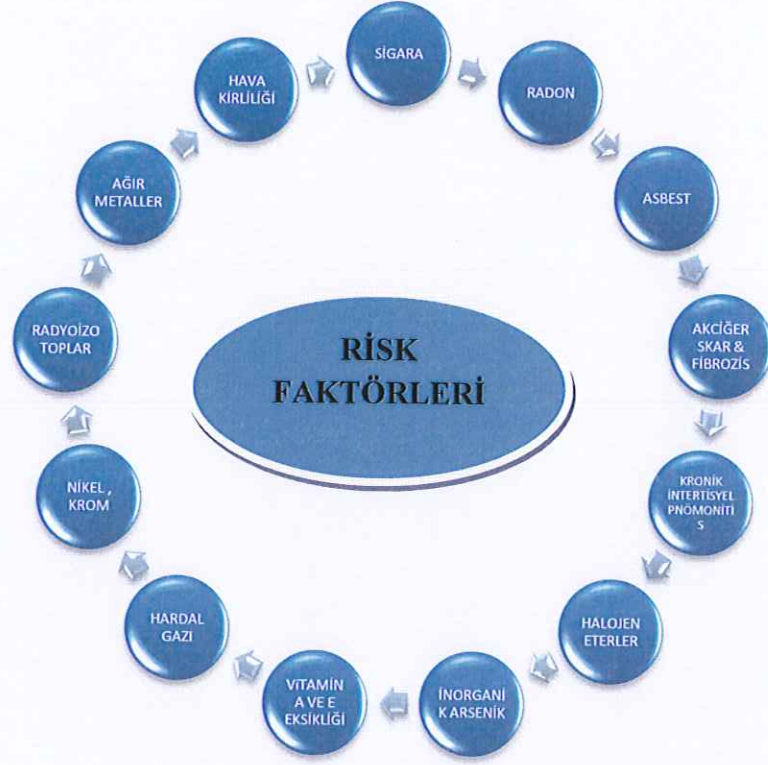 SİGARA
RADON
ASBEST
AKCİĞER
SKAR &
FİBROZİS
KRONİK
İNTERTİSYEL
PNÖMONİTİ
S
HALOJEN
ETERLER
İNORGANİ
K ARSENİK
VİTAMİN
A VE E
EKSİKLİĞİ
HARDAL
GAZI
NİKEL ,
KROM
RADYOİZO
TOPLAR
AĞIR
METALLER
HAVA
KİRLİLİĞİ
RİSK
FAKTÖRLERİ